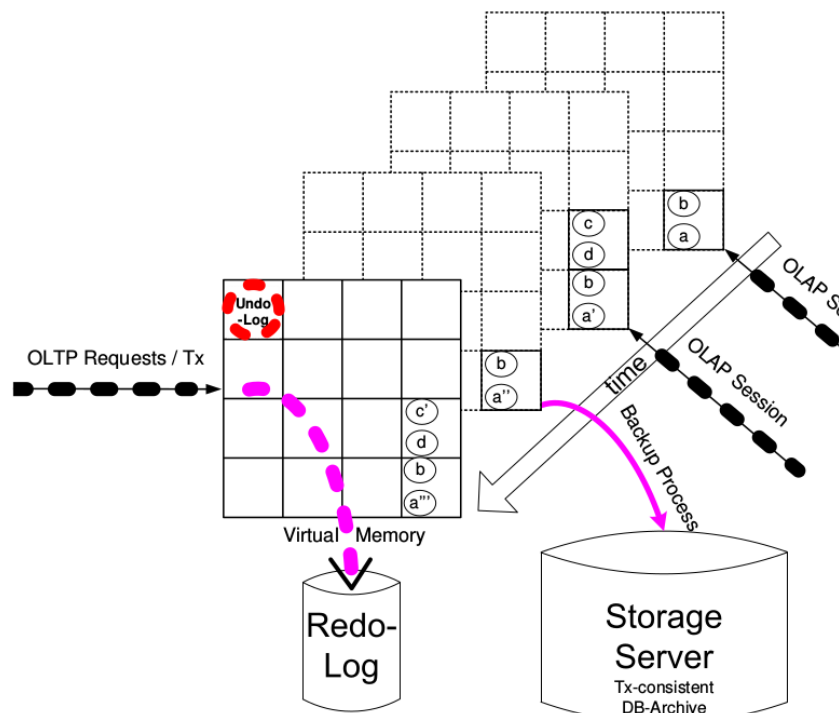 b
a
c
d
b
a'
OLAP Se
Undo
-Log
OLTP Requests / Tx
b
a''
time
OLAP Session
c'
d
b
a'''
Backup Process
Virtual Memory
Redo-
Log
Storage
Server
Tx-consistent
DB-Archive